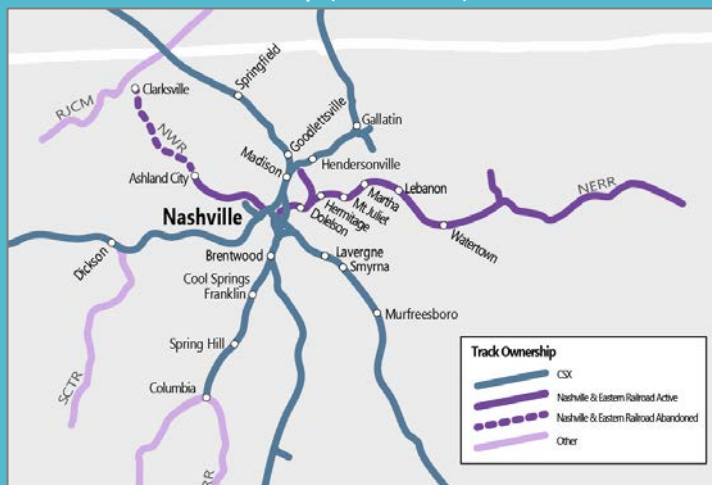 Springfield
Clarksville
RJCM
Goodlettsville
Gallatin
NWR
Madison
Hendersonville
Ashland City
Lebanon
NERR
Martha
Mt Juliet
Hermitage
Dolelson
Nashville
Watertown
Dickson
Brentwood
Lavergne
Smyrna
Cool Springs
Franklin
Murfreesboro
Spring Hill
SCTR
Columbia
Track Ownership
CSX
Nashville & Eastern Railroad Active
Nashville & Eastern Railroad Abandoned
Other